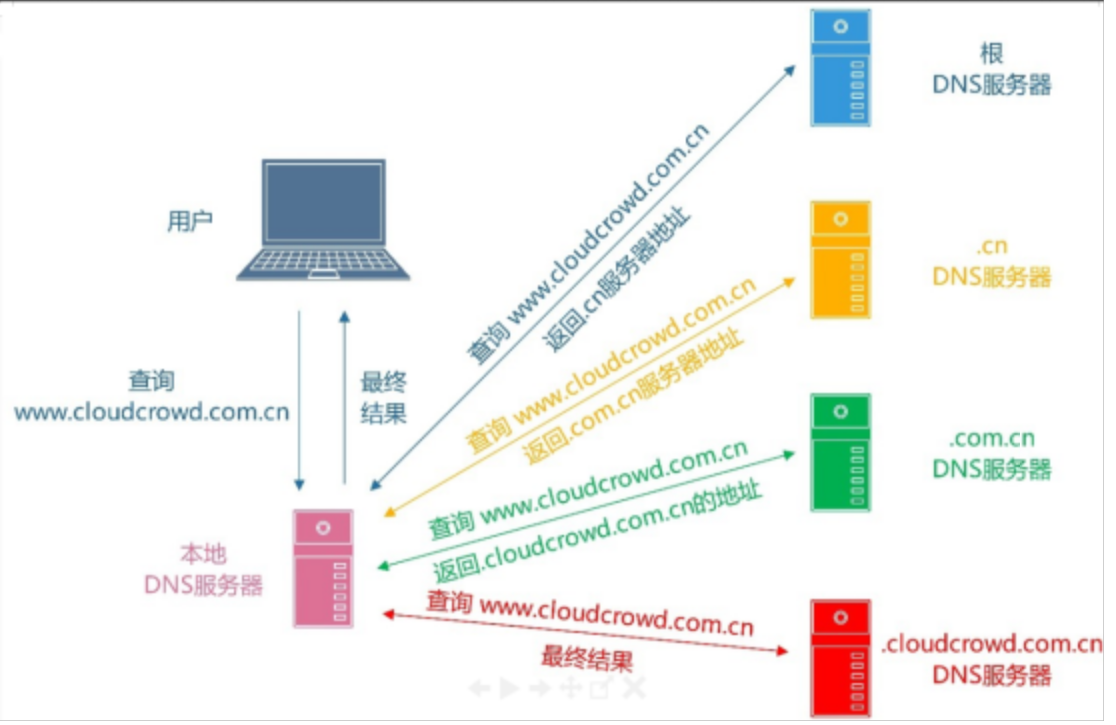 根
DNS服务器
用户
.cn
DNS服务器
查询 www.cloudcrowd.com.cn
返回.cn服务器地址
查询 www.cloudcrowd.com.cn
返回.com.cn服务器地址
查询
www.cloudcrowd.com.cn
最终
结果
.com.cn
DNS服务器
查询 www.cloudcrowd.com.cn
返回.cloudcrowd.com.cn的地址
本地
DNS服务器
查询 www.cloudcrowd.com.cn
最终结果
.cloudcrowd.com.cn
DNS服务器